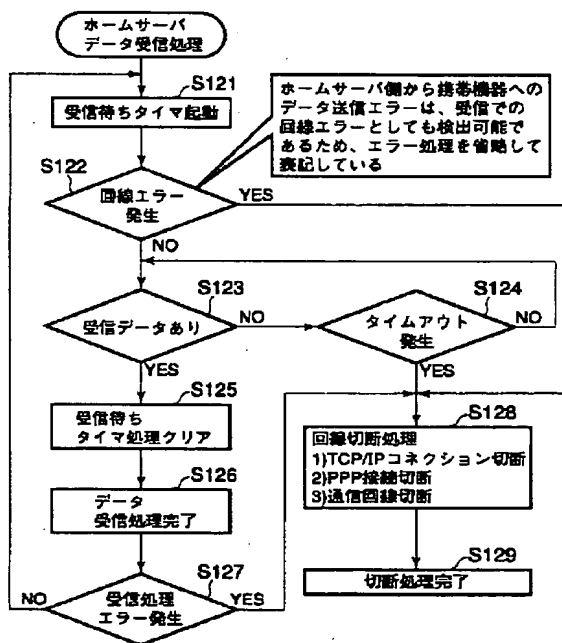 ホームサーバ
データ受信処理
S121
受信待ちタイマ起動
ホームサーバ側から携帯機器への
データ送信エラーは、受信での
回線エラーとしても検出可能で
あるため、エラー処理を省略して
表記している
S122
回線エラー
発生
YES
NO
S123
受信データあり
NO
YES
S124
タイムアウト
発生
NO
YES
S125
受信待ち
タイマ処理クリア
S126
データ
受信処理完了
S127
受信処理
エラー発生
NO
YES
S128
回線切断処理
1)TCP/IPコネクション切断
2)PPP接続切断
3)通信回線切断
S129
切断処理完了